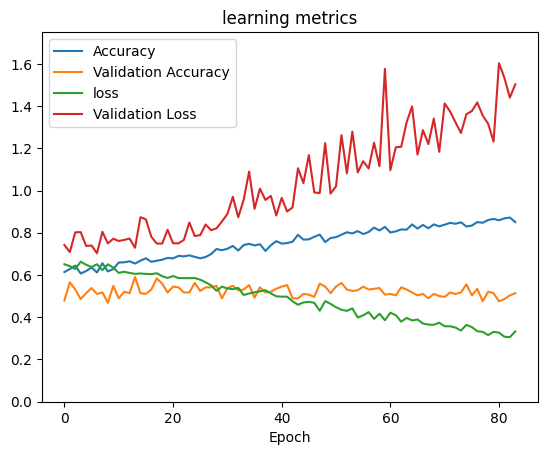 learning metrics
Accuracy
Validation Accuracy
loss
Validation Loss
1.6
1.4
1.2
1.0
0.8
0.6
0.4
0.2
0.0
0 20 40 60 80
Epoch